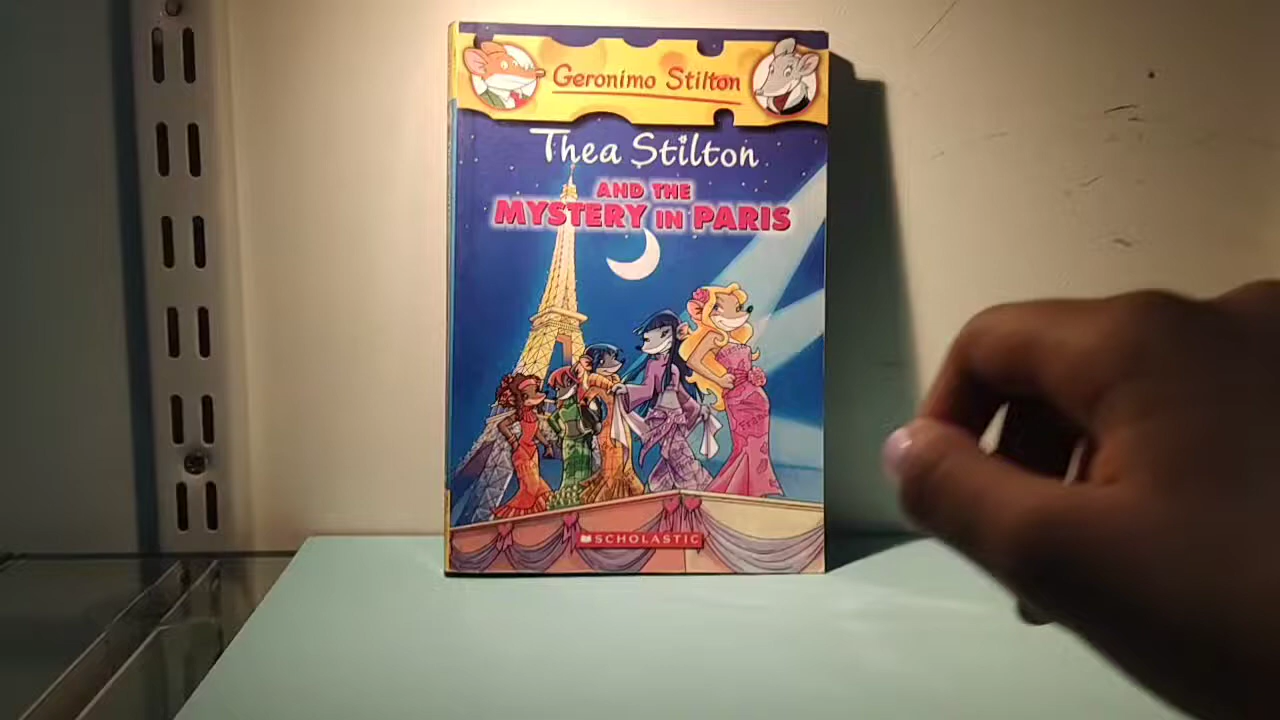 Geronimo Stilton
Thea Stilton
AND THE
MYSTERY IN PARIS
SCHOLASTIC